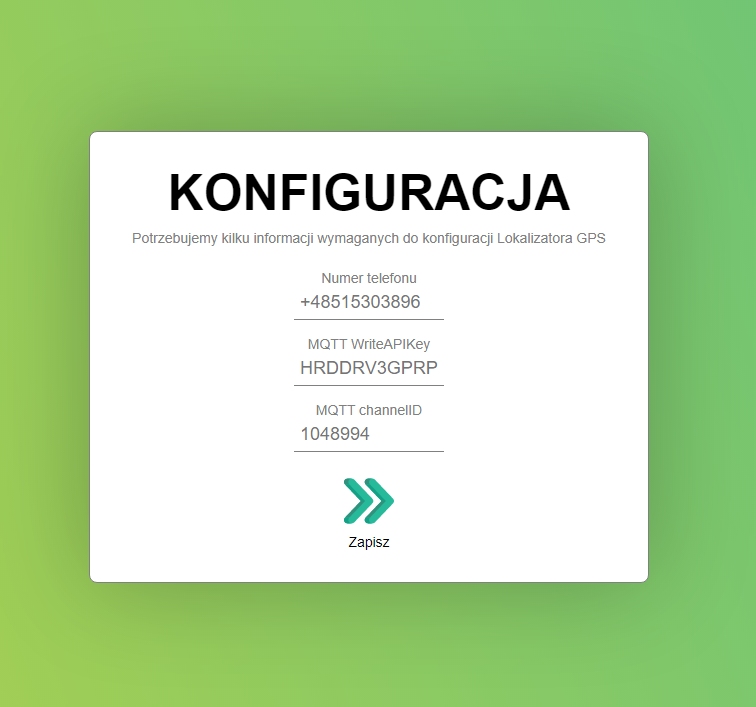 KONFIGURACJA
Potrzebujemy kilku informacji wymaganych do konfiguracji Lokalizatora GPS
Numer telefonu
+48515303896
MQTT WriteAPIKey
HRDDRV3GPRP
MQTT channelID
1048994
Zapisz